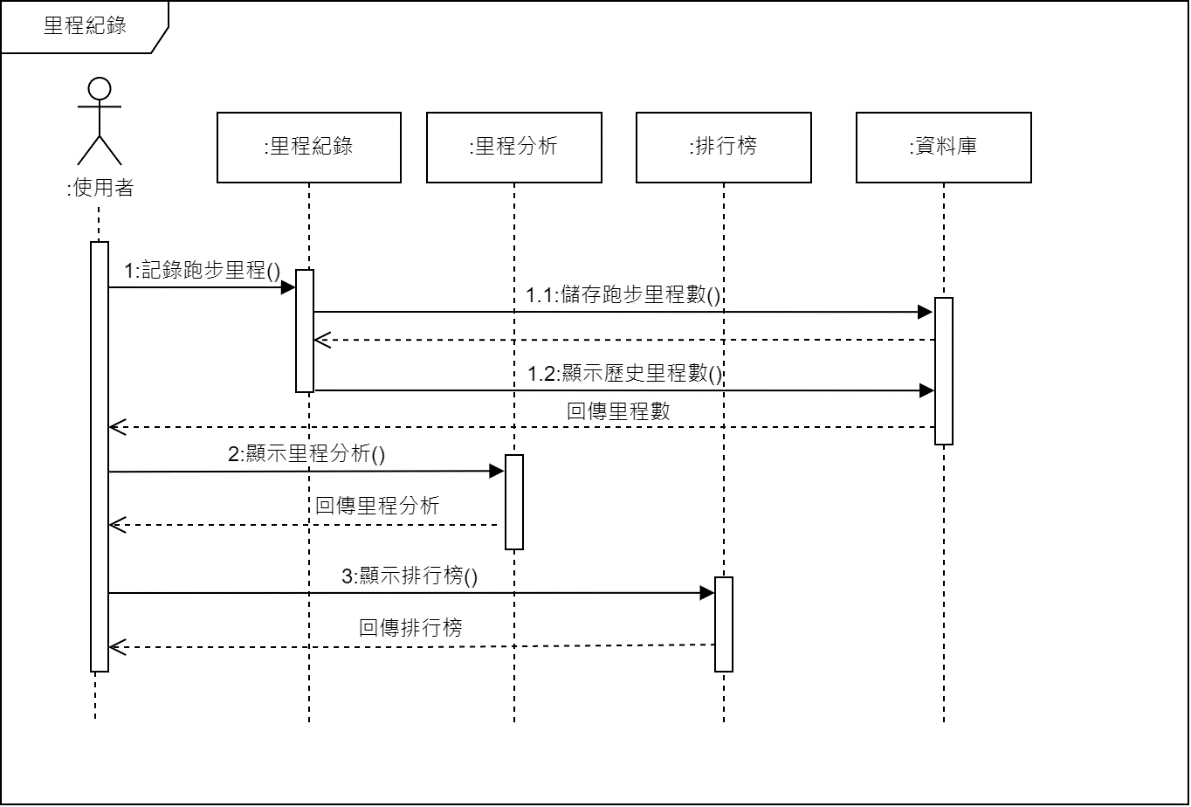 里程紀錄
:使用者
:里程紀錄
:里程分析
:排行榜
:資料庫
1:記錄跑步里程()
1.1:儲存跑步里程數()
1.2:顯示歷史里程數()
回傳里程數
2:顯示里程分析()
回傳里程分析
3:顯示排行榜()
回傳排行榜